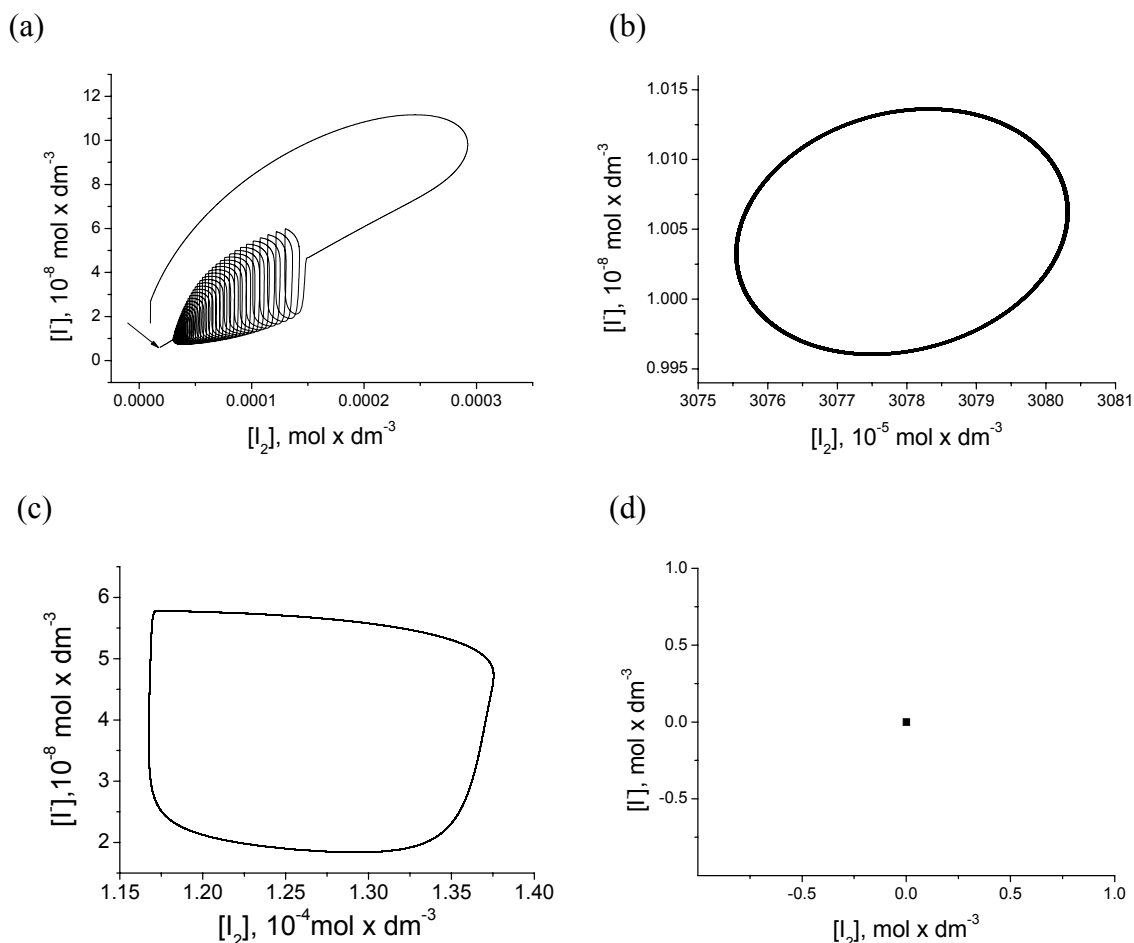 (a)
12
10
8
6
4
2
0
[I⁻], 10⁻⁸ mol x dm⁻³
0.0000 0.0001 0.0002 0.0003
[I₂], mol x dm⁻³
(b)
1.015
1.010
1.005
1.000
0.995
[I⁻], 10⁻⁸ mol x dm⁻³
3075 3076 3077 3078 3079 3080 3081
[I₂], 10⁻⁵ mol x dm⁻³
(c)
6
5
4
3
2
[I⁻],10⁻⁸ mol x dm⁻³
1.15 1.20 1.25 1.30 1.35 1.40
[I₂], 10⁻⁴mol x dm⁻³
(d)
1.0
0.5
0.0
-0.5
[I⁻], mol x dm⁻³
-0.5 0.0 0.5 1.0
[I₂], mol x dm⁻³